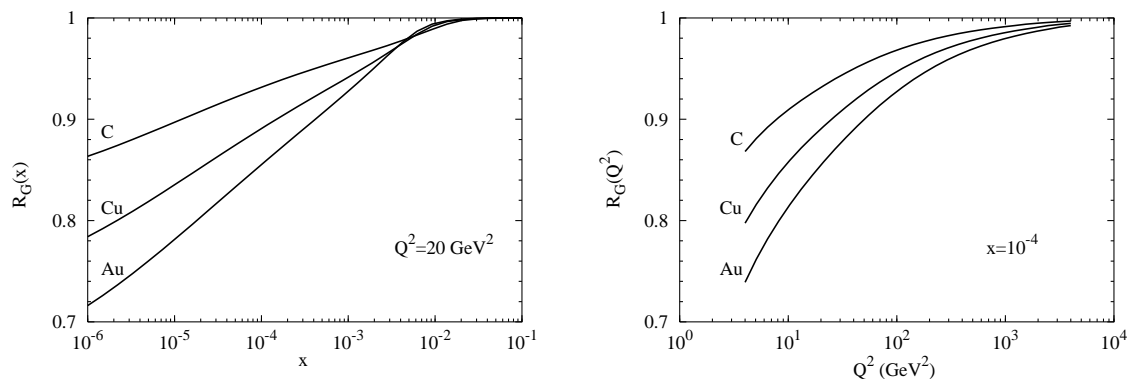 1
0.9
0.8
0.7
R_G(x)
C
Cu
Au
Q^2=20 GeV^2
10^-6 10^-5 10^-4 10^-3 10^-2 10^-1
x
1
0.9
0.8
0.7
R_G(Q^2)
C
Cu
Au
x=10^-4
10^0 10^1 10^2 10^3 10^4
Q^2 (GeV^2)